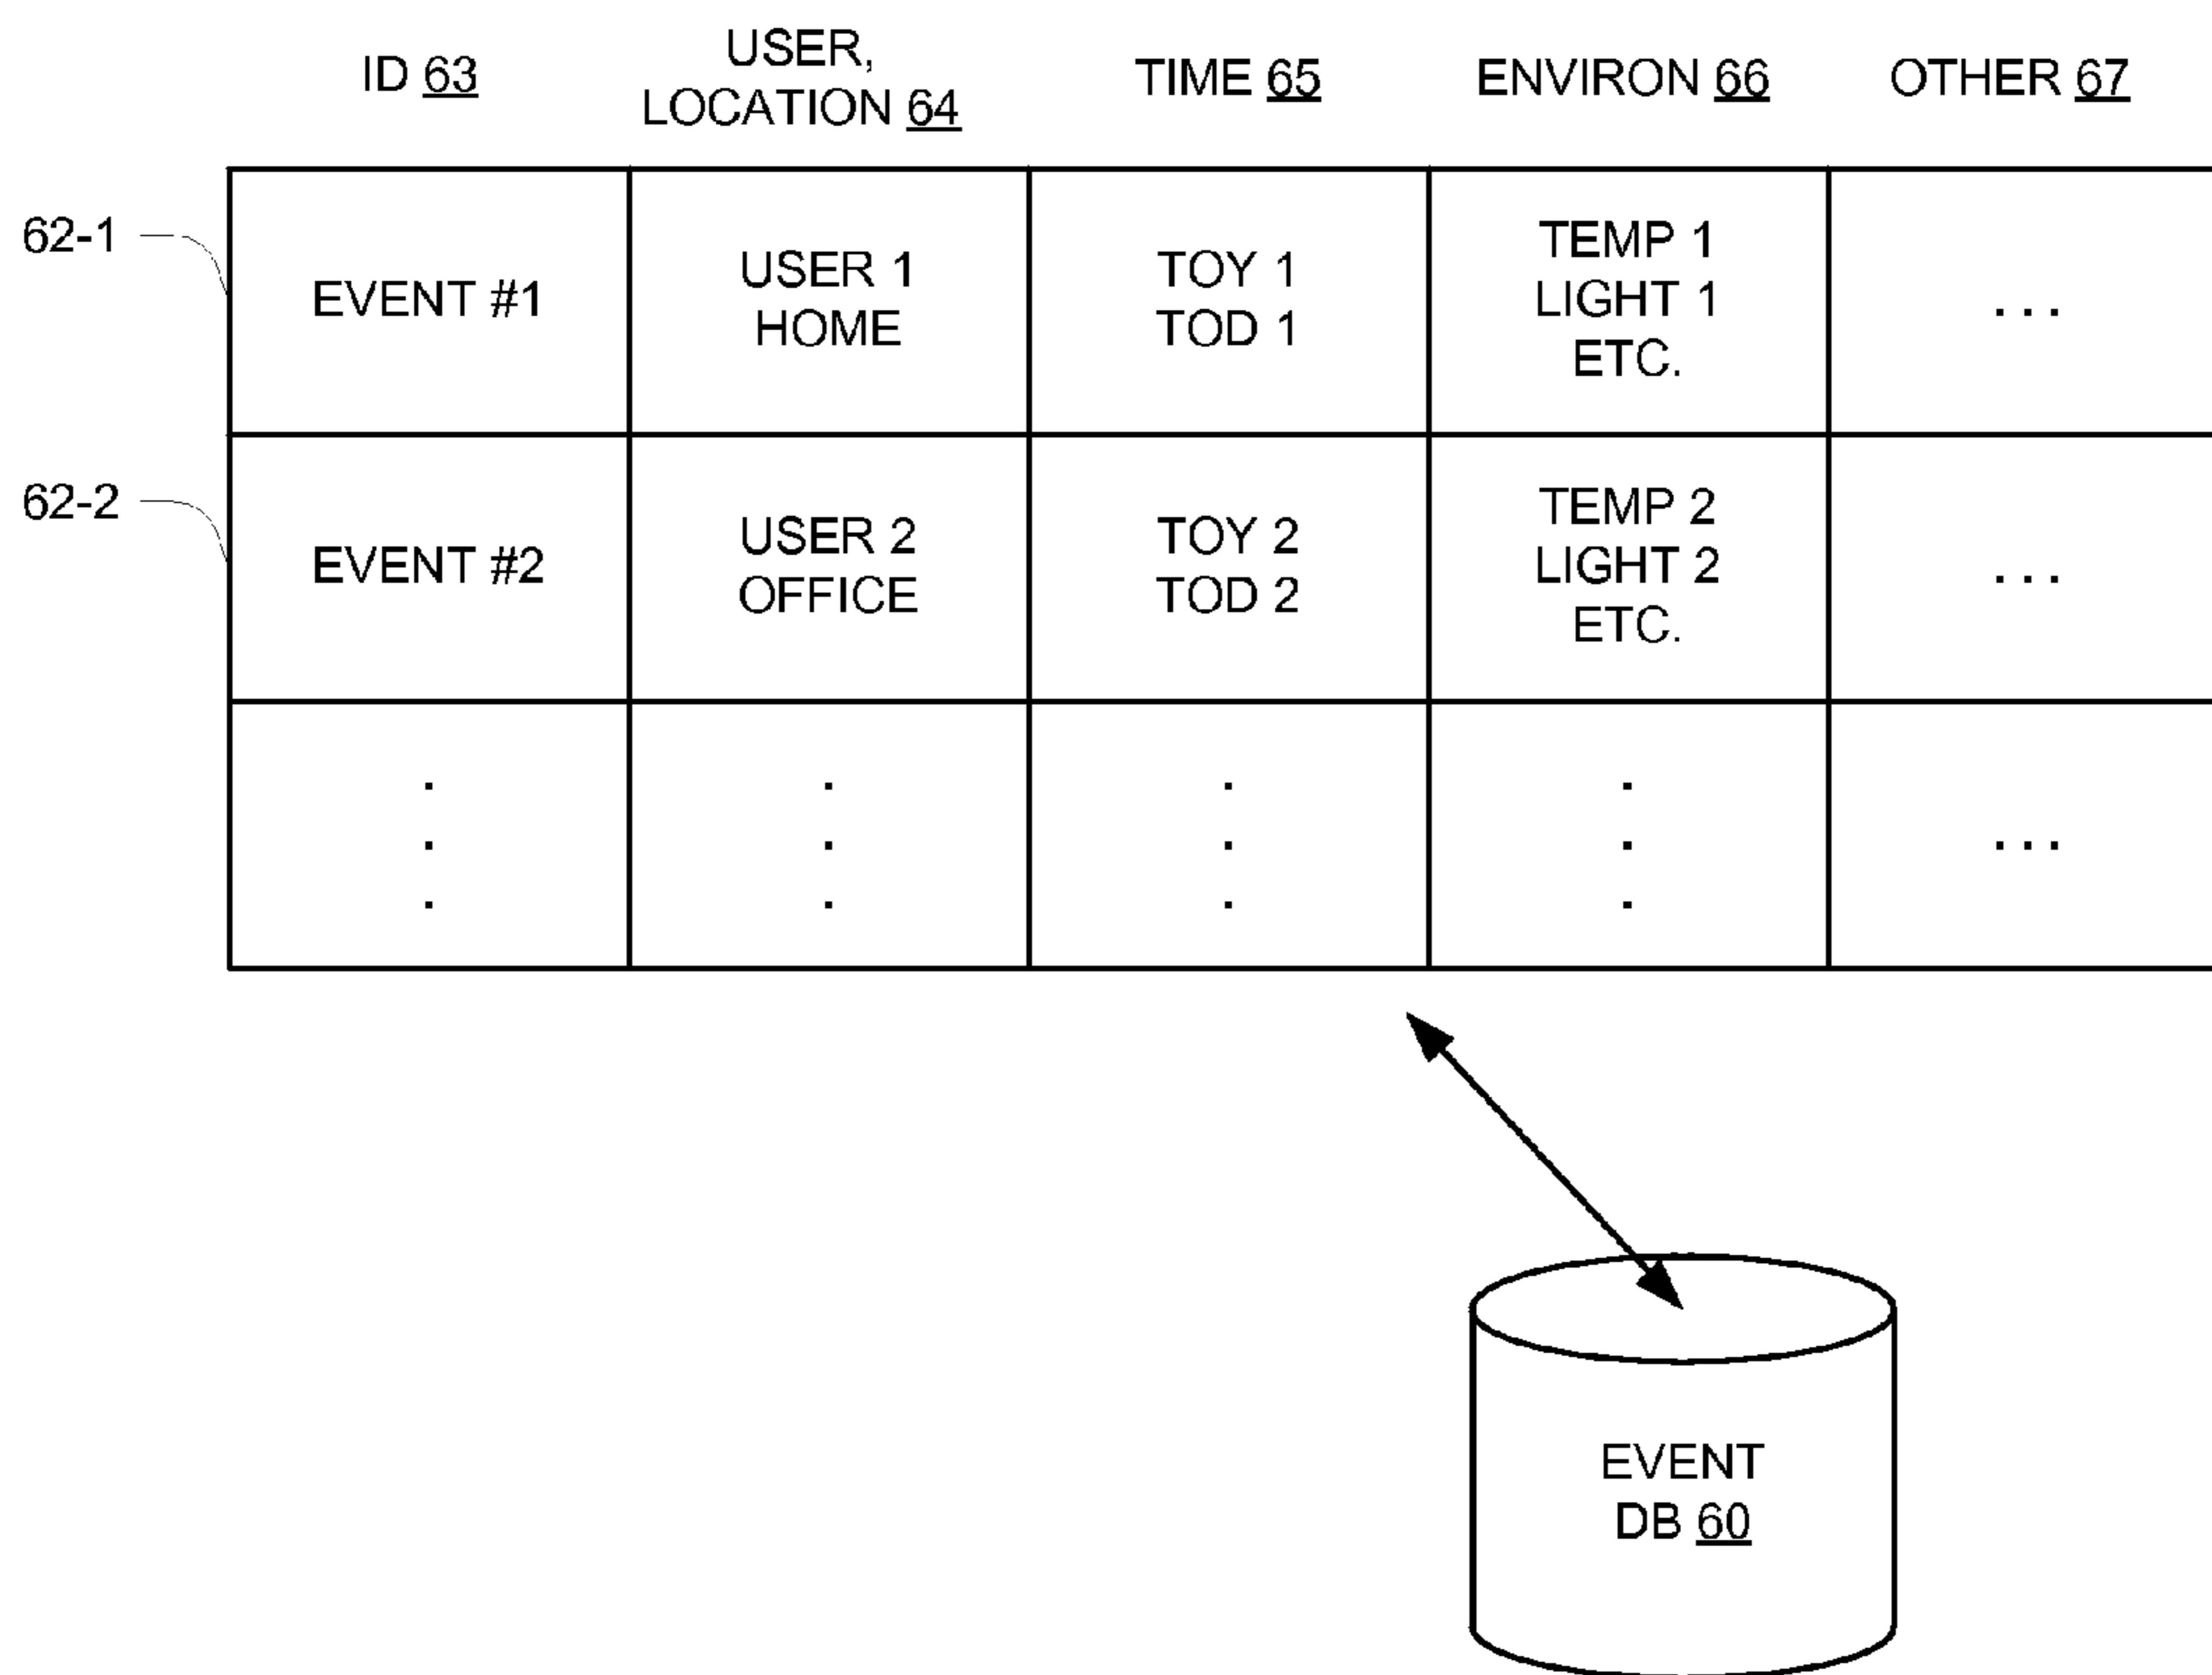 ID 63
USER,
LOCATION 64
TIME 65
ENVIRON 66
OTHER 67
62-1
EVENT #1
USER 1
HOME
TOY 1
TOD 1
TEMP 1
LIGHT 1
ETC.
...
62-2
EVENT #2
USER 2
OFFICE
TOY 2
TOD 2
TEMP 2
LIGHT 2
ETC.
...
...
EVENT
DB 60